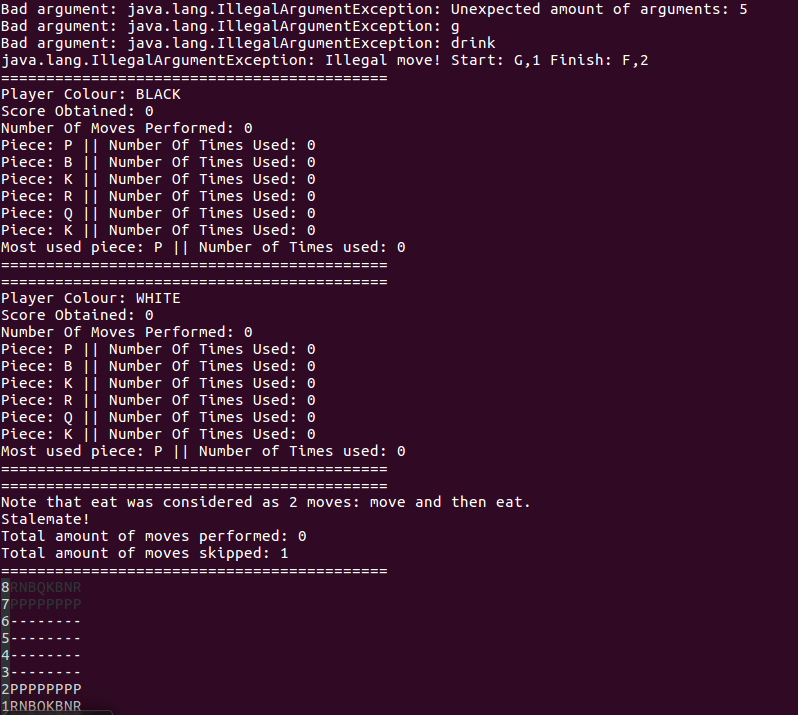 Bad argument: java.lang.IllegalArgumentException: Unexpected amount of arguments: 5
Bad argument: java.lang.IllegalArgumentException: g
Bad argument: java.lang.IllegalArgumentException: drink
java.lang.IllegalArgumentException: Illegal move! Start: G,1 Finish: F,2
===========================================
Player Colour: BLACK
Score Obtained: 0
Number Of Moves Performed: 0
Piece: P || Number Of Times Used: 0
Piece: B || Number Of Times Used: 0
Piece: K || Number Of Times Used: 0
Piece: R || Number Of Times Used: 0
Piece: Q || Number Of Times Used: 0
Piece: K || Number Of Times Used: 0
Most used piece: P || Number of Times used: 0
===========================================
===========================================
Player Colour: WHITE
Score Obtained: 0
Number Of Moves Performed: 0
Piece: P || Number Of Times Used: 0
Piece: B || Number Of Times Used: 0
Piece: K || Number Of Times Used: 0
Piece: R || Number Of Times Used: 0
Piece: Q || Number Of Times Used: 0
Piece: K || Number Of Times Used: 0
Most used piece: P || Number of Times used: 0
===========================================
===========================================
Note that eat was considered as 2 moves: move and then eat.
Stalemate!
Total amount of moves performed: 0
Total amount of moves skipped: 1
===========================================
8RNBQKBNR
7PPPPPPPP
6--------
5--------
4--------
3--------
2PPPPPPPP
1RNBQKBNR